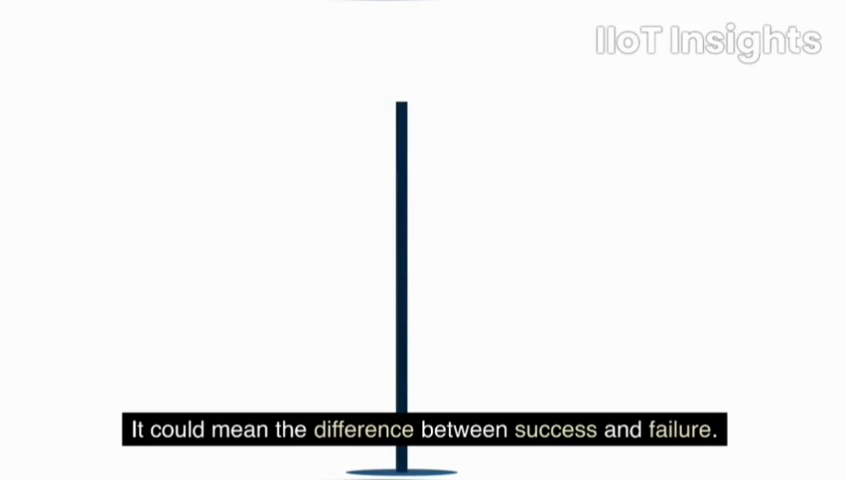 IIoT Insights
It could mean the difference between success and failure.